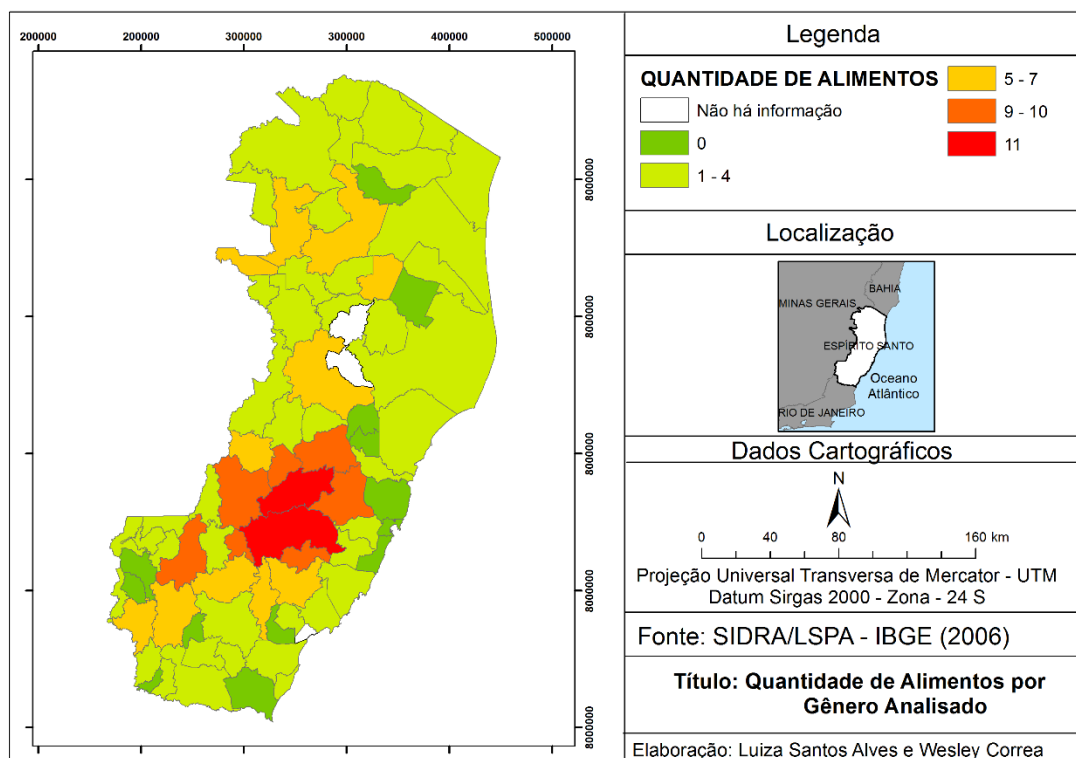 200000 200000 300000 300000 400000 500000
8000000
8000000
8000000
8000000
8000000
Legenda
QUANTIDADE DE ALIMENTOS
Não há informação
0
1 - 4
5 - 7
9 - 10
11
Localização
BAHIA
MINAS GERAIS
ESPÍRITO SANTO
Oceano
Atlântico
RIO DE JANEIRO
Dados Cartográficos
N
0 40 80 120 160 km
Projeção Universal Transversa de Mercator - UTM
Datum Sirgas 2000 - Zona - 24 S
Fonte: SIDRA/LSPA - IBGE (2006)
Título: Quantidade de Alimentos por
Gênero Analisado
Elaboração: Luiza Santos Alves e Wesley Correa